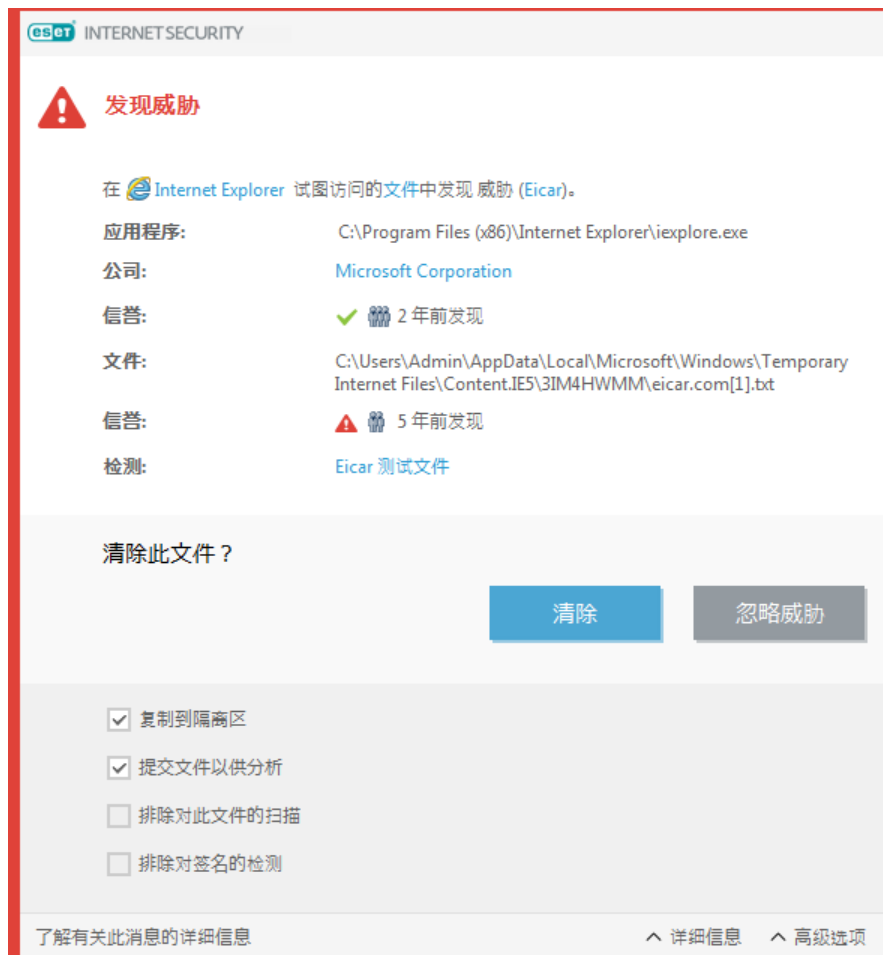 eset INTERNET SECURITY
发现威胁
在 Internet Explorer 试图访问的文件中发现 威胁 (Eicar)。
应用程序: C:\Program Files (x86)\Internet Explorer\iexplore.exe
公司: Microsoft Corporation
信誉: 2 年前发现
文件: C:\Users\Admin\AppData\Local\Microsoft\Windows\Temporary
Internet Files\Content.IE5\3IM4HWMM\eicar.com[1].txt
信誉: 5 年前发现
检测: Eicar 测试文件
清除此文件？
清除 忽略威胁
复制到隔离区
提交文件以供分析
排除对此文件的扫描
排除对签名的检测
了解有关此消息的详细信息 详细信息 高级选项